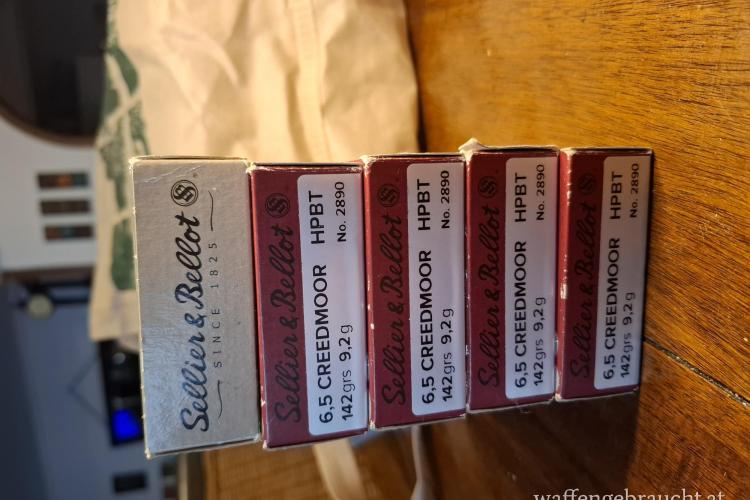 Sellier & Bellot
SINCE 1825
Sellier & Bellot
6,5 CREEDMOOR HPBT
142grs 9,2g No. 2890
Sellier & Bellot
6,5 CREEDMOOR HPBT
142grs 9,2g No. 2890
Sellier & Bellot
6,5 CREEDMOOR HPBT
142grs 9,2g No. 2890
Sellier & Bellot
6,5 CREEDMOOR HPBT
142grs 9,2g No. 2890
waffengebraucht.at